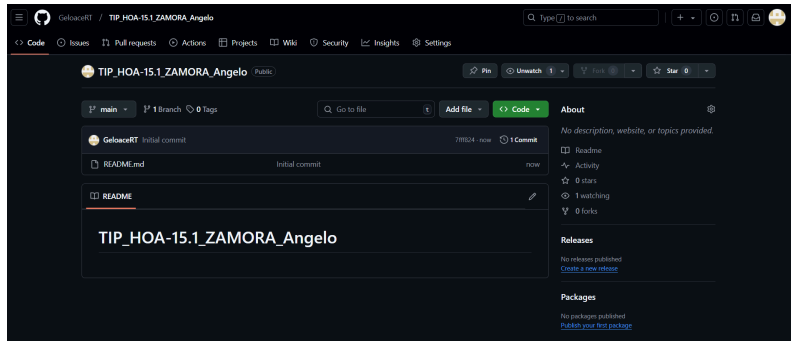 GeloaceRT / TIP_HOA-15.1_ZAMORA_Angelo
Type / to search
Code Issues Pull requests Actions Projects Wiki Security Insights Settings
TIP_HOA-15.1_ZAMORA_Angelo Public
Pin Unwatch 1 Fork 0 Star 0
main 1 Branch 0 Tags Go to file t Add file Code
About
No description, website, or topics provided.
GeloaceRT Initial commit 7fff824 · now 1 Commit
README.md Initial commit now
Readme
Activity
0 stars
1 watching
0 forks
README
TIP_HOA-15.1_ZAMORA_Angelo
Releases
No releases published
Create a new release
Packages
No packages published
Publish your first package